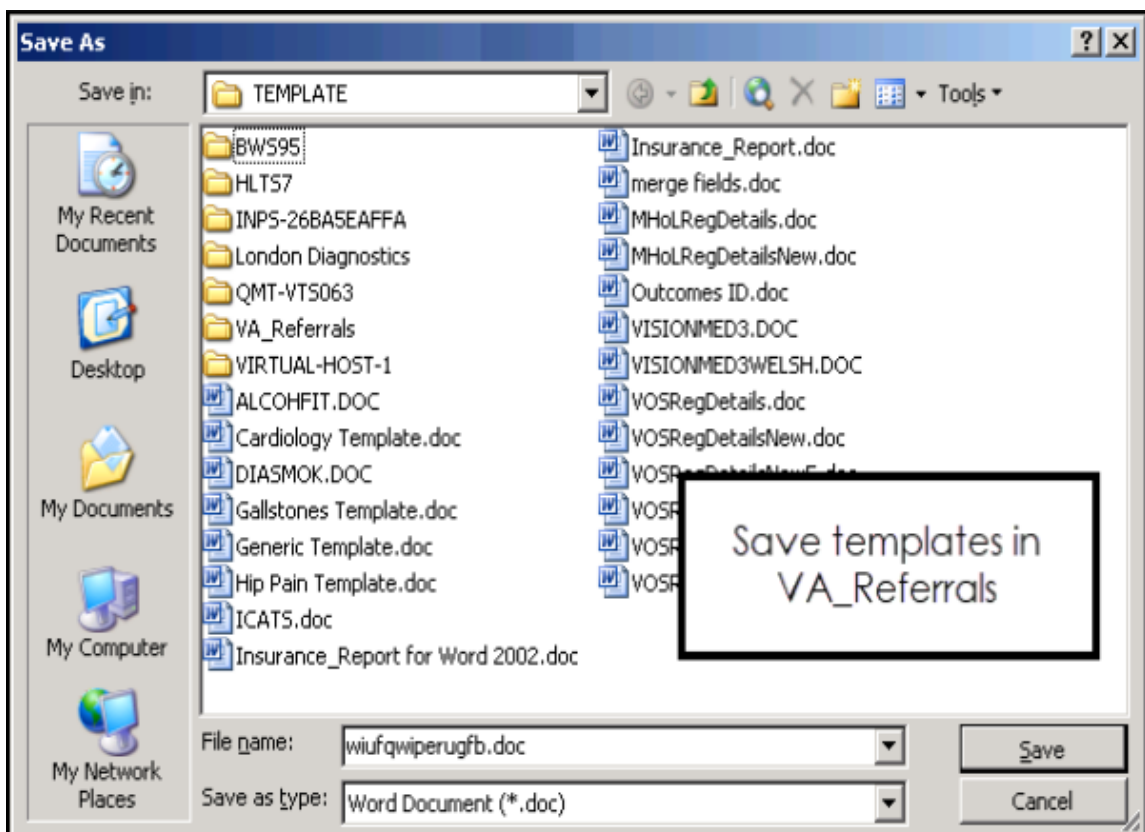 Save As
Save in:
TEMPLATE
Tools
My Recent
Documents
Desktop
My Documents
My Computer
My Network
Places
BWS95
HLTS7
INPS-26BA5EAFFA
London Diagnostics
QMT-VTS063
VA_Referrals
VIRTUAL-HOST-1
ALCOHFIT.DOC
Cardiology Template.doc
DIASMOK.DOC
Gallstones Template.doc
Generic Template.doc
Hip Pain Template.doc
ICATS.doc
Insurance_Report for Word 2002.doc
Insurance_Report.doc
merge fields.doc
MHoLRegDetails.doc
MHoLRegDetailsNew.doc
Outcomes ID.doc
VISIONMED3.DOC
VISIONMED3WELSH.DOC
VOSRegDetails.doc
VOSRegDetailsNew.doc
Save templates in
VA_Referrals
File name:
wiufqwiperugfb.doc
Save
Save as type:
Word Document (*.doc)
Cancel